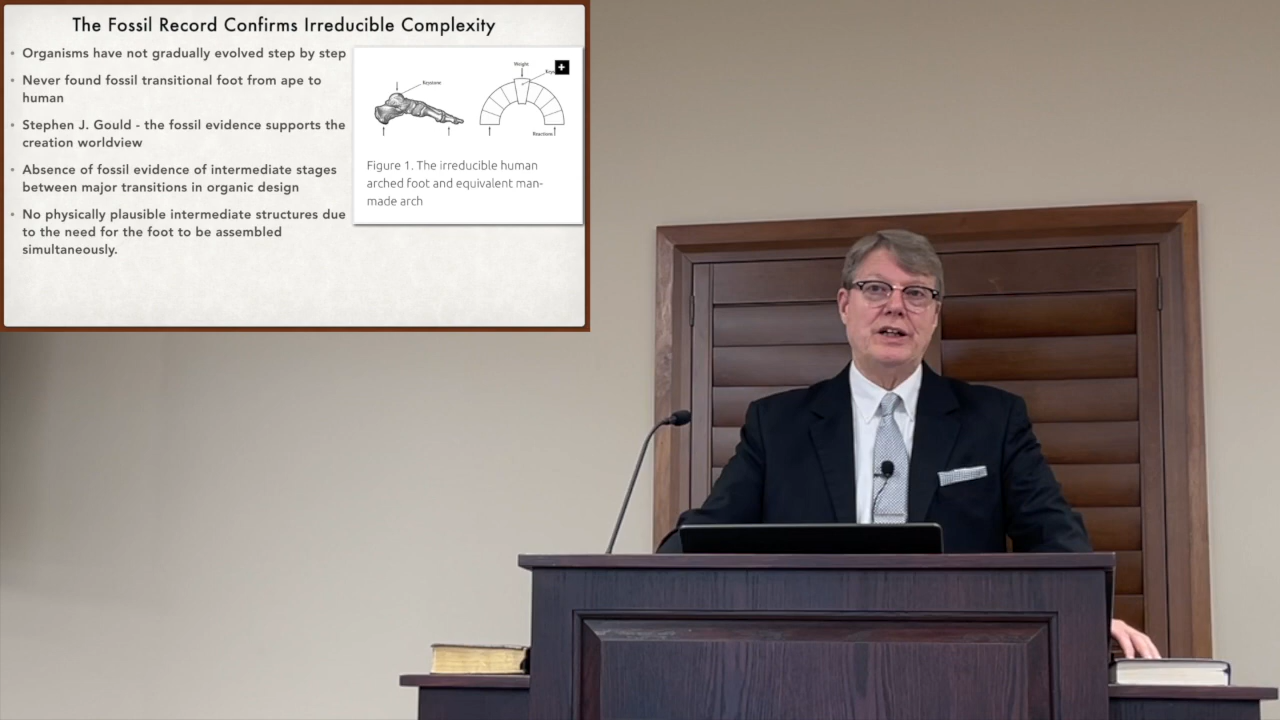 The Fossil Record Confirms Irreducible Complexity
• Organisms have not gradually evolved step by step
• Never found fossil transitional foot from ape to
human
• Stephen J. Gould - the fossil evidence supports the
creation worldview
• Absence of fossil evidence of intermediate stages
between major transitions in organic design
• No physically plausible intermediate structures due
to the need for the foot to be assembled
simultaneously.
Keystone
Weight
Reaction
Figure 1. The irreducible human
arched foot and equivalent man-
made arch